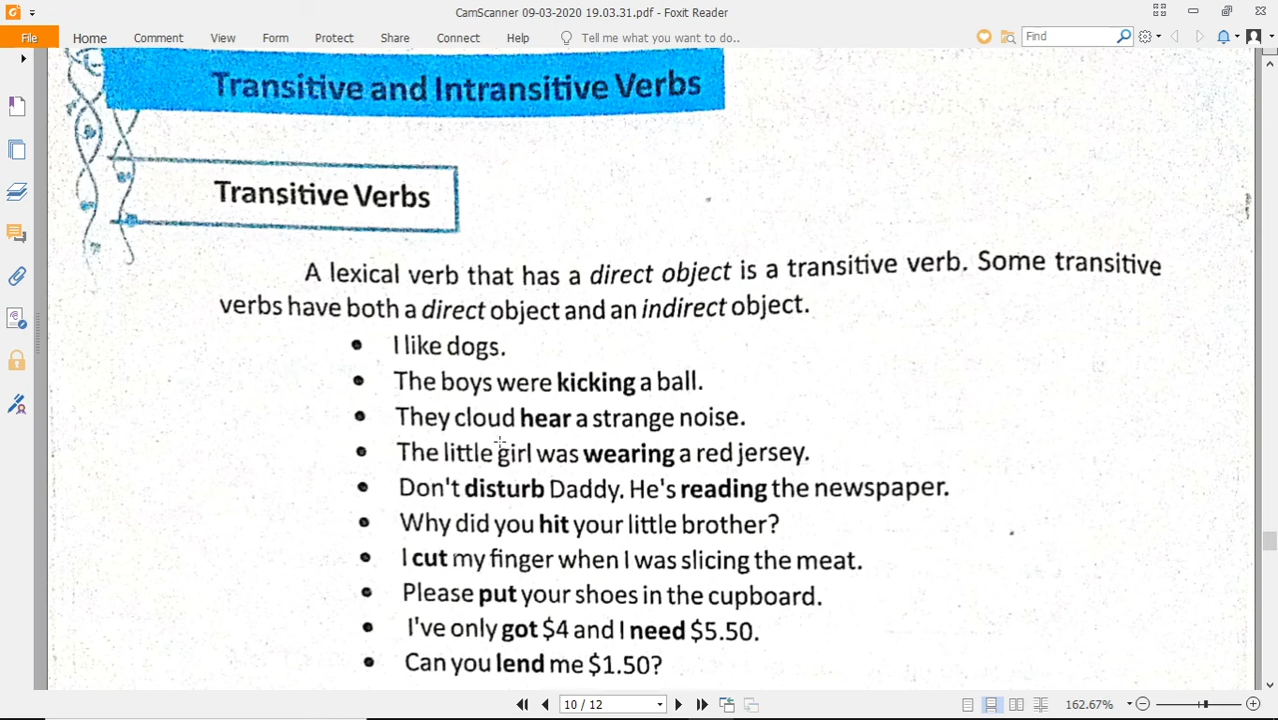 CamScanner 09-03-2020 19.03.31.pdf - Foxit Reader
File Home Comment View Form Protect Share Connect Help Tell me what you want to do.. Find
Transitive and Intransitive Verbs
Transitive Verbs
A lexical verb that has a direct object is a transitive verb. Some transitive
verbs have both a direct object and an indirect object.
• I like dogs.
• The boys were kicking a ball.
• They cloud hear a strange noise.
• The little girl was wearing a red jersey.
• Don't disturb Daddy. He's reading the newspaper.
• Why did you hit your little brother?
• I cut my finger when I was slicing the meat.
• Please put your shoes in the cupboard.
• I've only got $4 and I need $5.50.
• Can you lend me $1.50?
10 / 12 162.67%